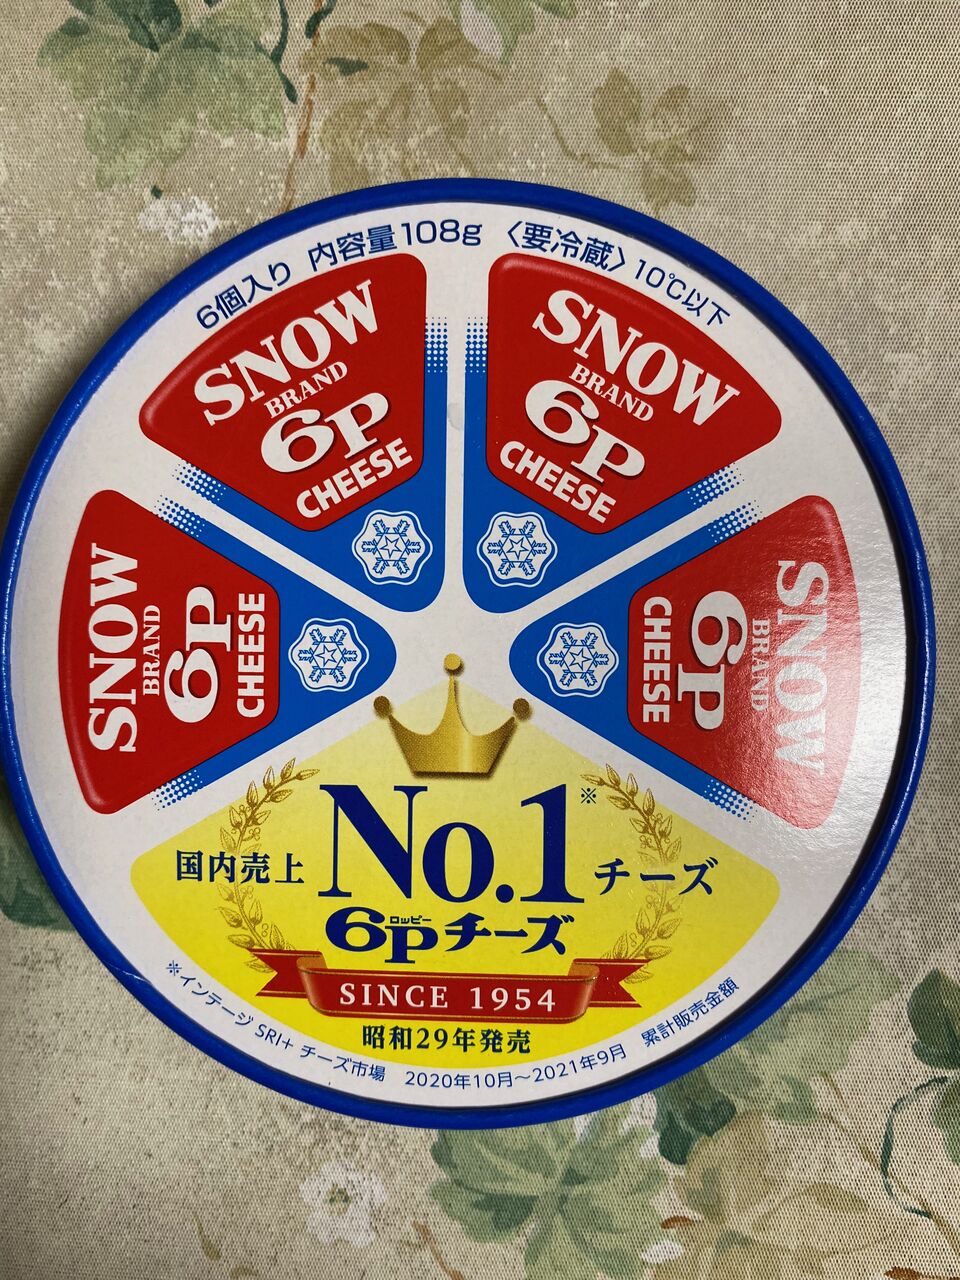 6個入り 内容量108g 〈要冷蔵〉10℃以下
SNOW
BRAND
6P
CHEESE
SNOW
BRAND
6P
CHEESE
SNOW
BRAND
6P
CHEESE
SNOW
BRAND
6P
CHEESE
国内売上 No.1※ チーズ
ロッピー
6pチーズ
SINCE 1954
昭和29年発売
※インテージ SRI+ チーズ市場 2020年10月～2021年9月 累計販売金額